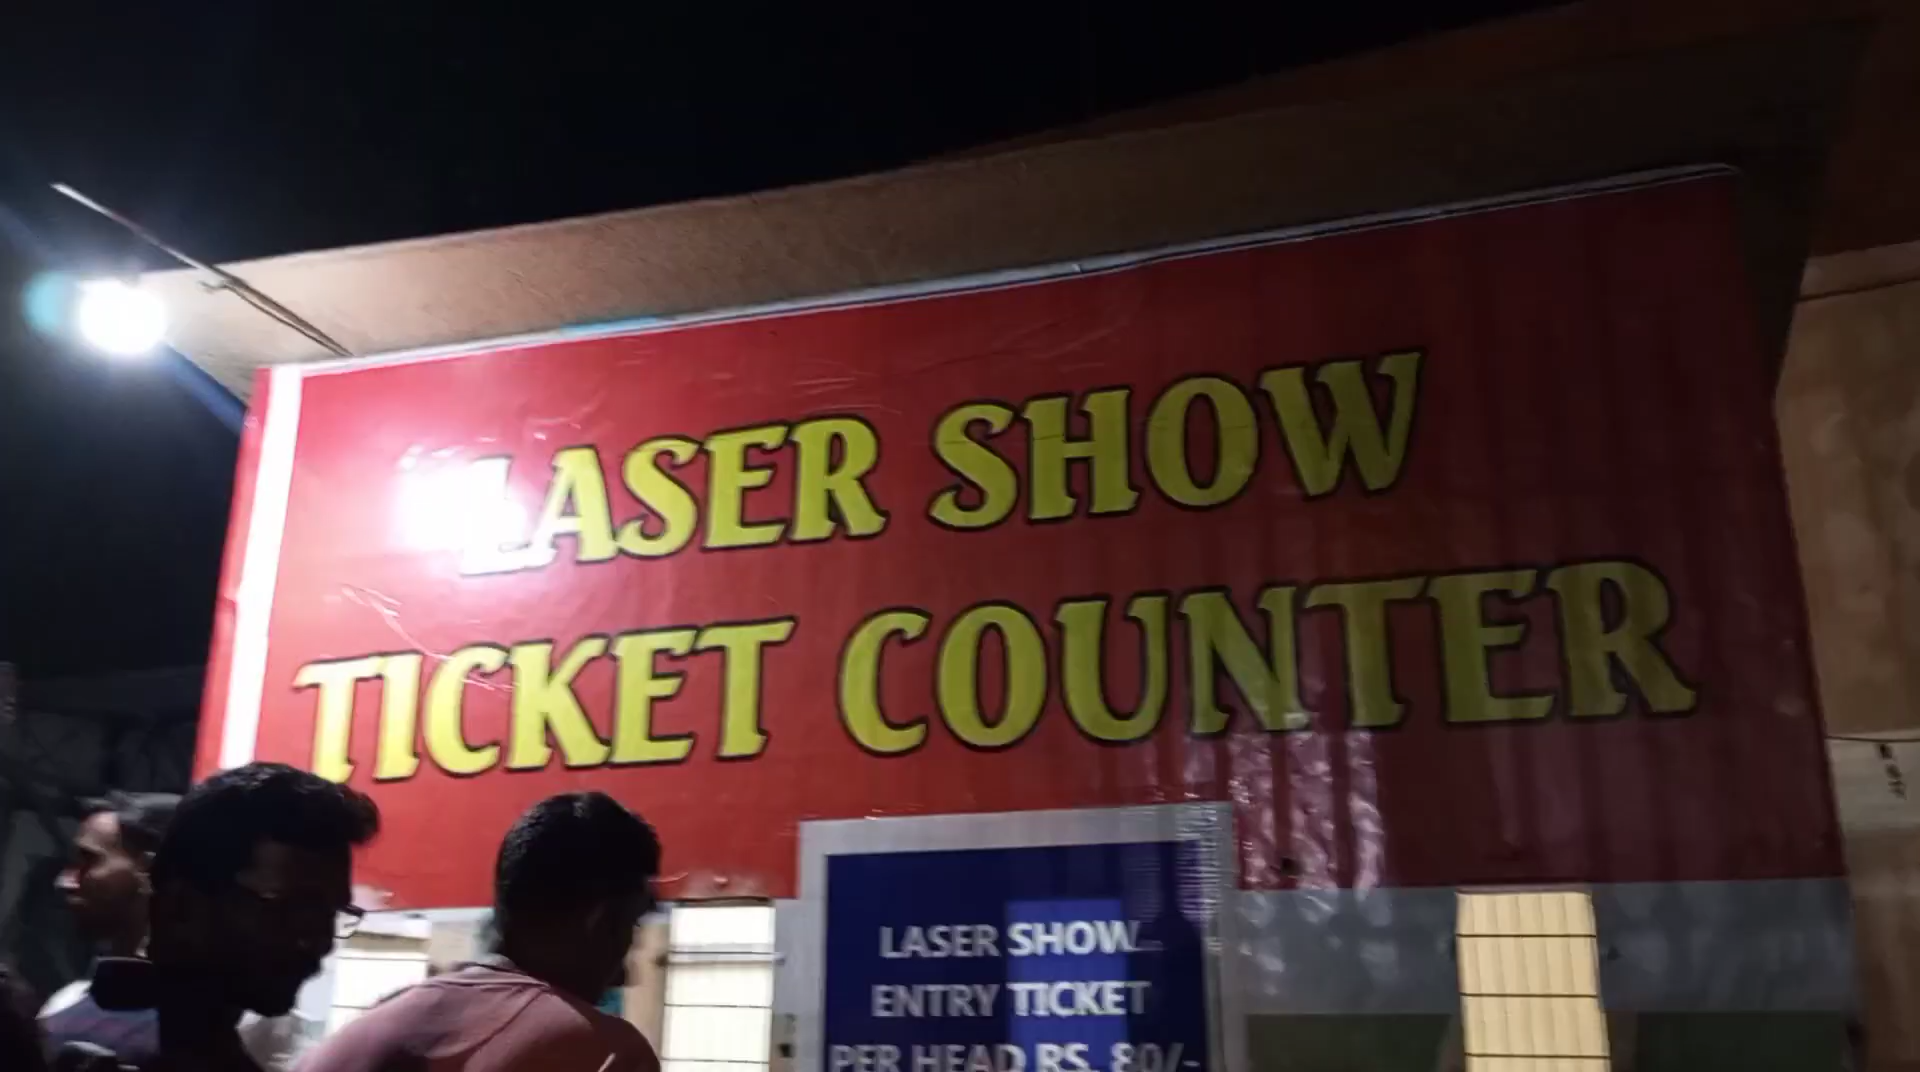 LASER SHOW
TICKET COUNTER
LASER SHOW
ENTRY TICKET
PER HEAD RS. 80/-